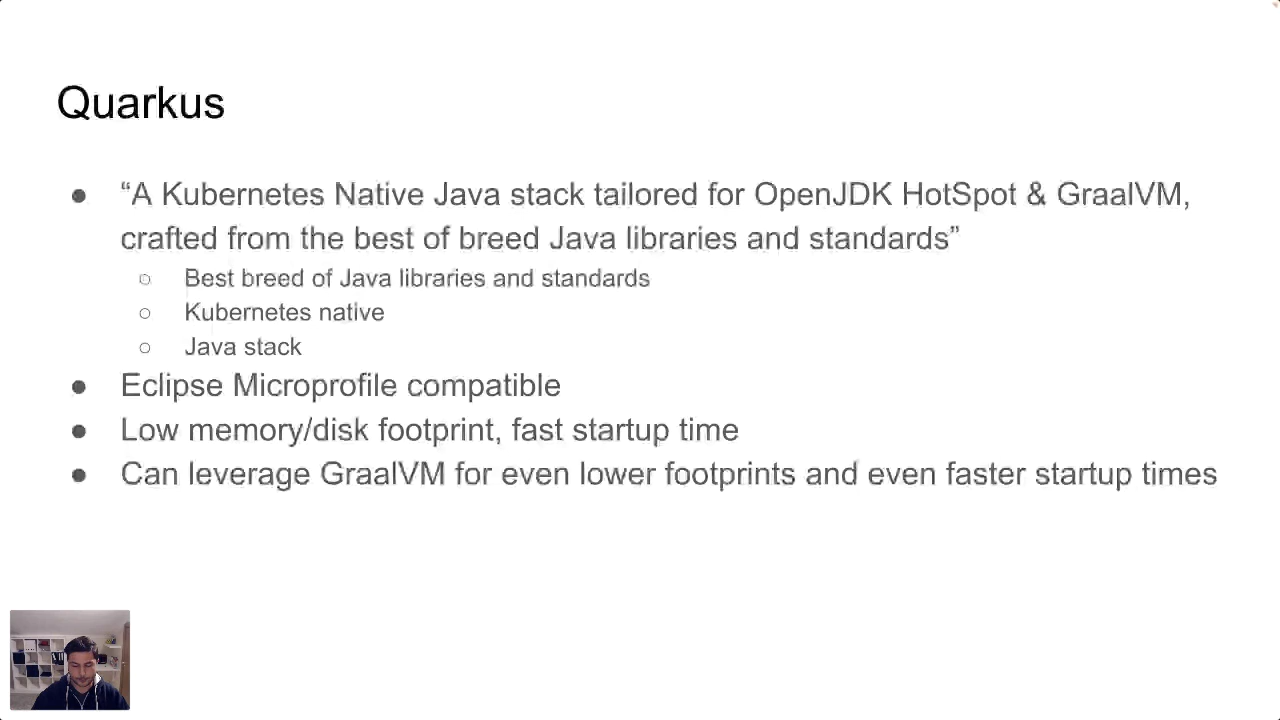 Quarkus
● “A Kubernetes Native Java stack tailored for OpenJDK HotSpot & GraalVM,
crafted from the best of breed Java libraries and standards”
○ Best breed of Java libraries and standards
○ Kubernetes native
○ Java stack
● Eclipse Microprofile compatible
● Low memory/disk footprint, fast startup time
● Can leverage GraalVM for even lower footprints and even faster startup times